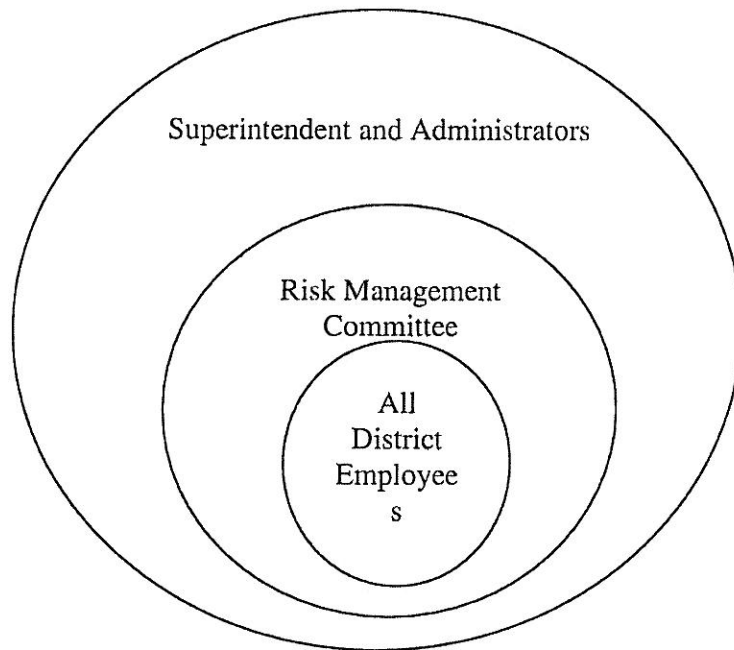 Superintendent and Administrators
Risk Management
Committee
All
District
Employee
s